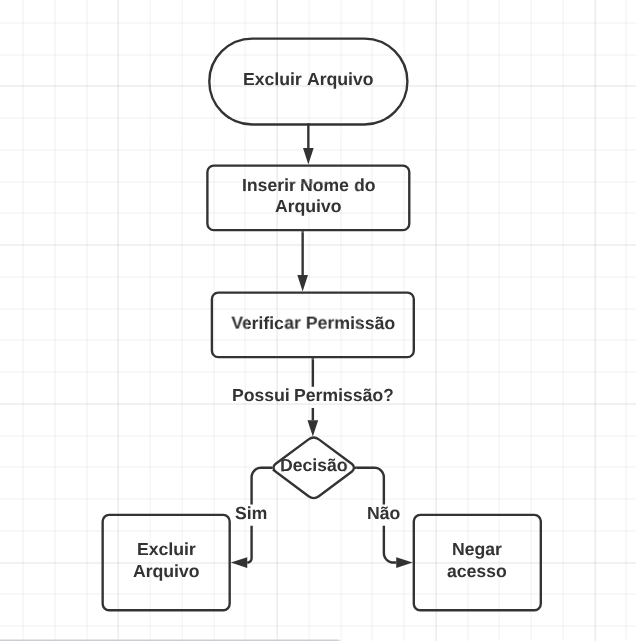 Excluir Arquivo
Inserir Nome do
Arquivo
Verificar Permissão
Possui Permissão?
Decisão
Sim
Não
Excluir
Arquivo
Negar
acesso